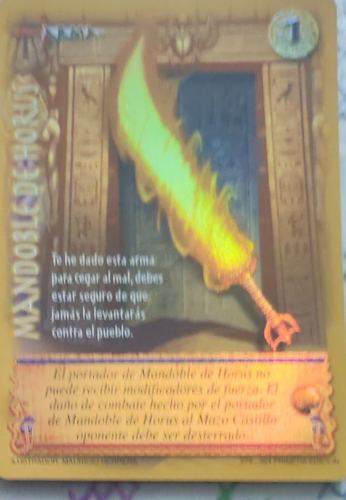 1
MANDOBLE DE HORUS
Te he dado esta arma
para cegar al mal, debes
estar seguro de que
jamás la levantarás
contra el pueblo.
El portador de Mandoble de Horus no
puede recibir modificadores de fuerza. El
daño de combate hecho por el portador
de Mandoble de Horus al Mazo Castillo
oponente debe ser desterrado.